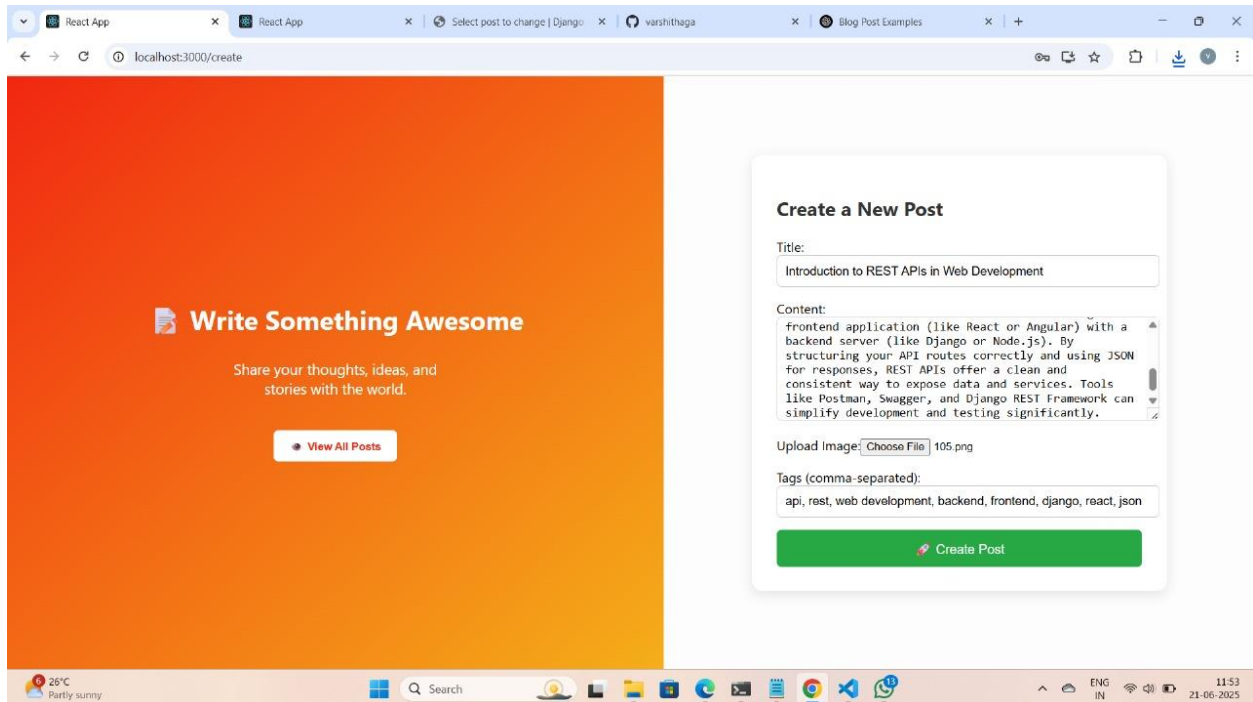 React App
React App
Select post to change | Django
varshithaga
Blog Post Examples
localhost:3000/create
Write Something Awesome
Share your thoughts, ideas, and
stories with the world.
View All Posts
Create a New Post
Title:
Introduction to REST APIs in Web Development
Content:
frontend application (like React or Angular) with a
backend server (like Django or Node.js). By
structuring your API routes correctly and using JSON
for responses, REST APIs offer a clean and
consistent way to expose data and services. Tools
like Postman, Swagger, and Django REST Framework can
simplify development and testing significantly.
Upload Image: Choose File 105.png
Tags (comma-separated):
api, rest, web development, backend, frontend, django, react, json
Create Post
6
26°C
Partly sunny
Search
13
ENG
IN
11:53
21-06-2025